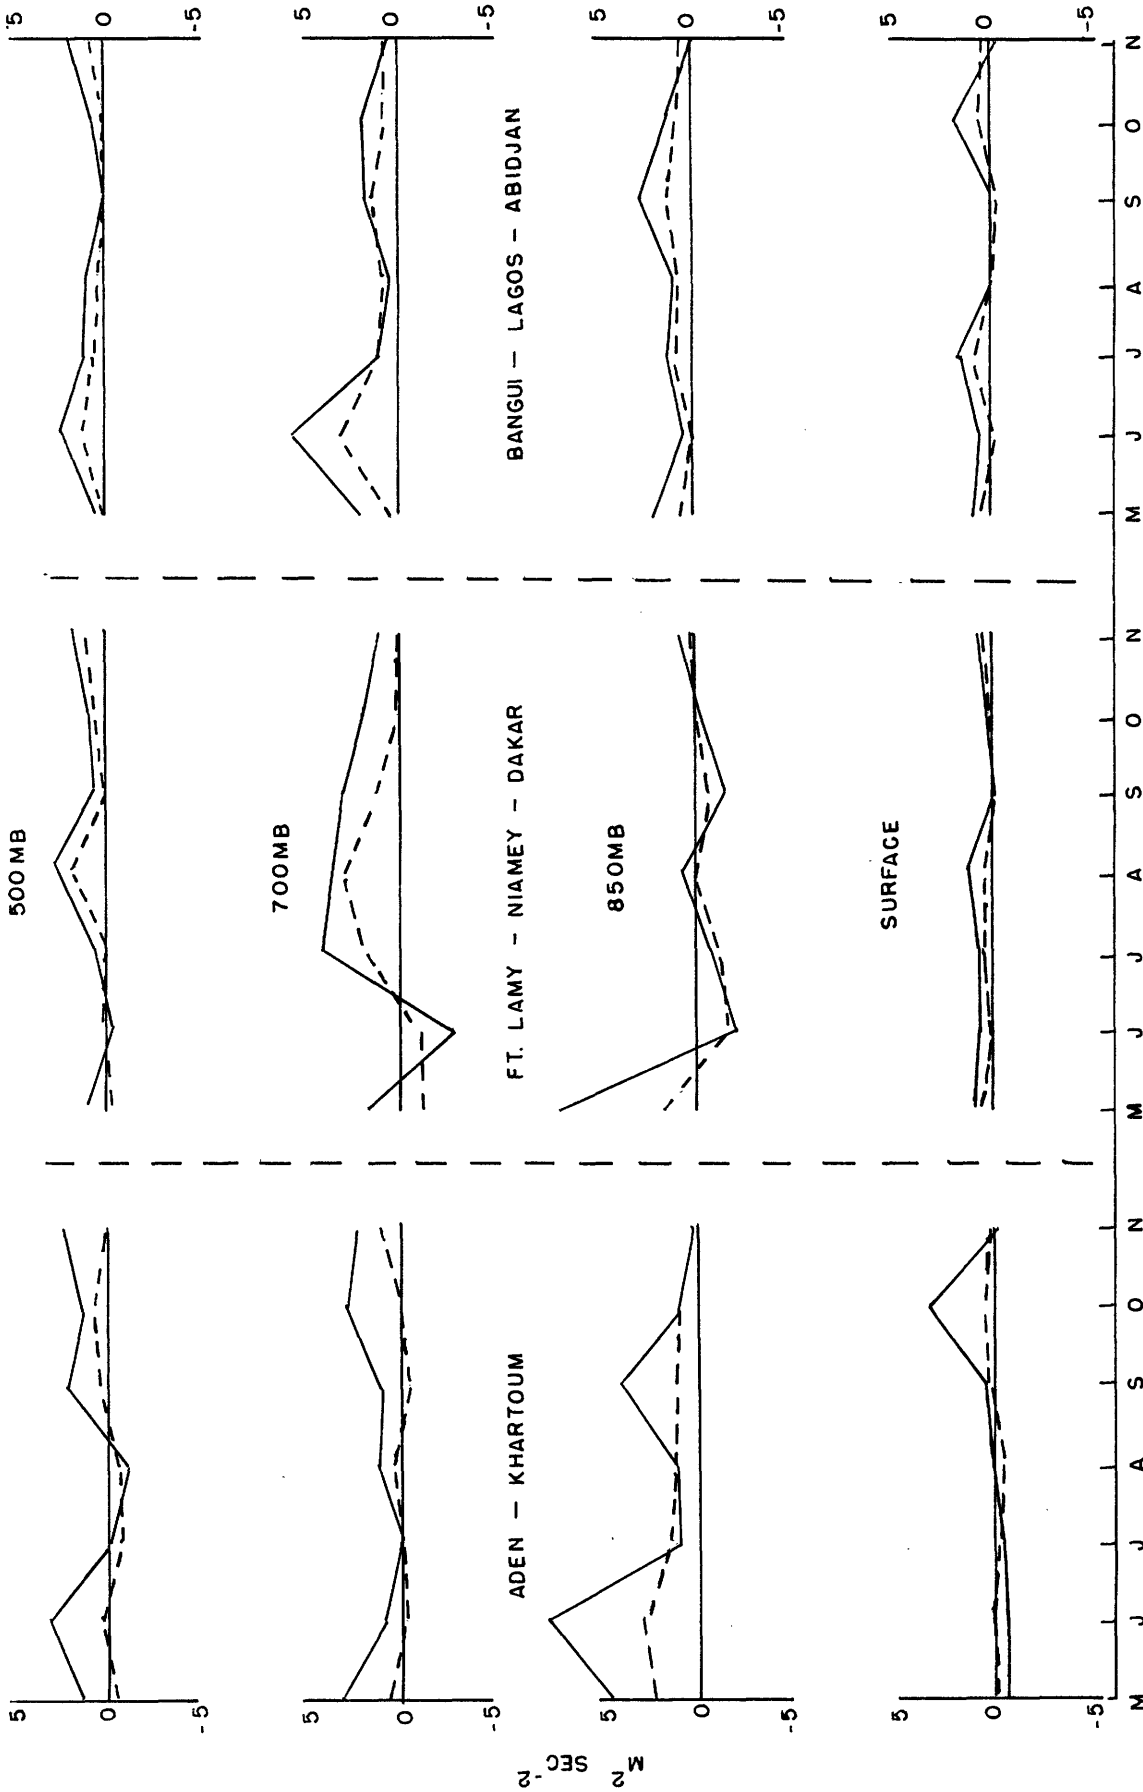 500MB
5
0
-5
5
0
-5
700MB
5
0
-5
5
0
-5
ADEN — KHARTOUM
FT. LAMY - NIAMEY - DAKAR
BANGUI — LAGOS — ABIDJAN
M² SEC⁻²
850MB
5
0
-5
5
0
-5
SURFACE
5
0
-5
5
0
-5
M J J A S O N M J J A S O N M J J A S O N